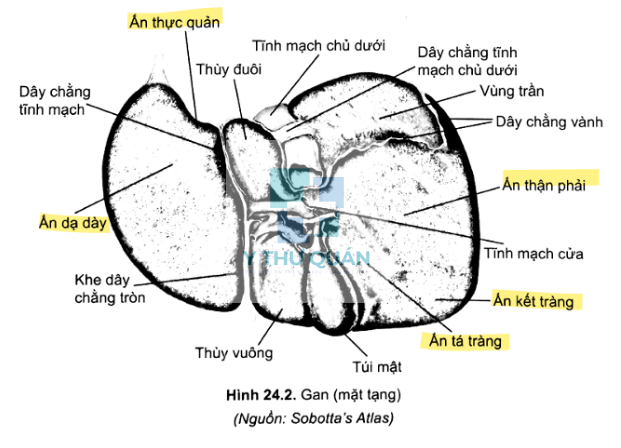 Ấn thực quản
Tĩnh mạch chủ dưới
Thùy đuôi
Dây chằng tĩnh
mạch chủ dưới
Vùng trần
Dây chằng vành
Dây chằng
tĩnh mạch
Ấn thận phải
Ấn dạ dày
Tĩnh mạch cửa
Y THƯ QUÁN
Khe dây
chằng tròn
Ấn kết tràng
Ấn tá tràng
Thùy vuông
Túi mật
Hình 24.2. Gan (mặt tạng)
(Nguồn: Sobotta's Atlas)